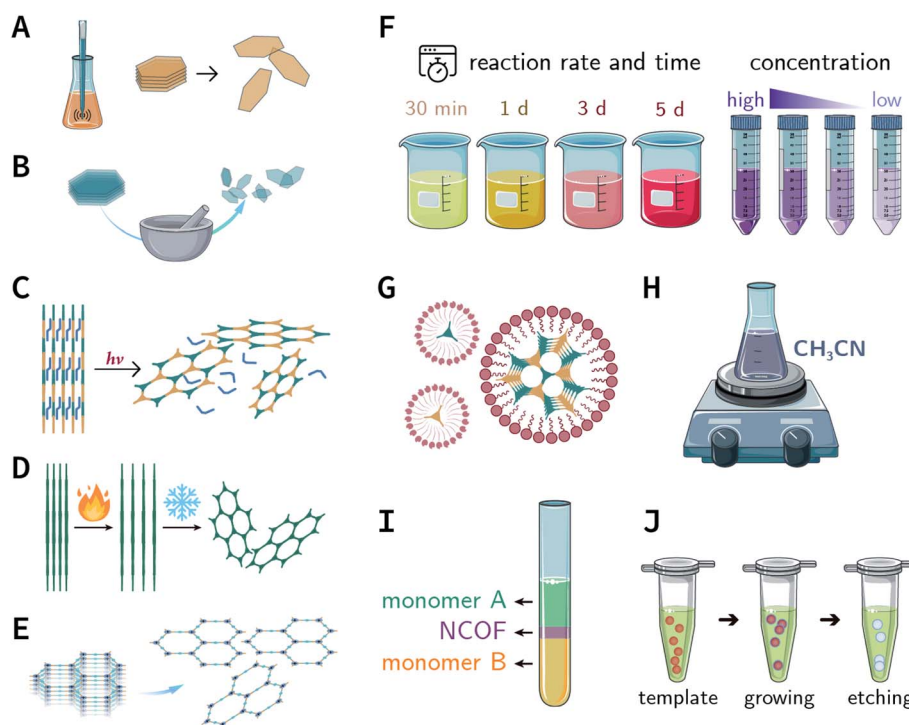 A
B
C
hν
D
E
F
reaction rate and time
30 min 1 d 3 d 5 d
concentration
high low
G
H
CH₃CN
I
monomer A
NCOF
monomer B
J
template growing etching